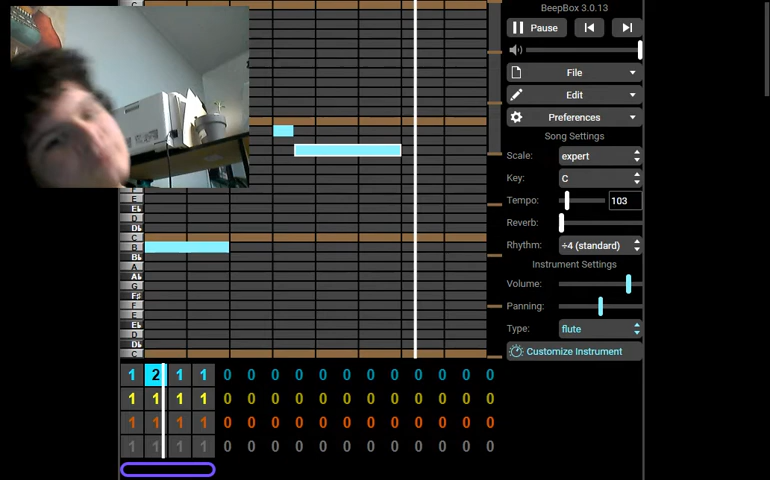 C
BeepBox 3.0.13
Pause
File
Edit
Preferences
Song Settings
Scale: expert
Key: C
Tempo: 103
Reverb:
Rhythm: ÷4 (standard)
Instrument Settings
Volume:
Panning:
Type: flute
Customize Instrument
E
E♭
D
D♭
C
B
B♭
A
A♭
G
F♯
F
E
E♭
D
D♭
C
1 2 1 1 0 0 0 0 0 0 0 0 0 0 0 0
1 1 1 1 0 0 0 0 0 0 0 0 0 0 0 0
1 1 1 1 0 0 0 0 0 0 0 0 0 0 0 0
1 1 1 1 0 0 0 0 0 0 0 0 0 0 0 0